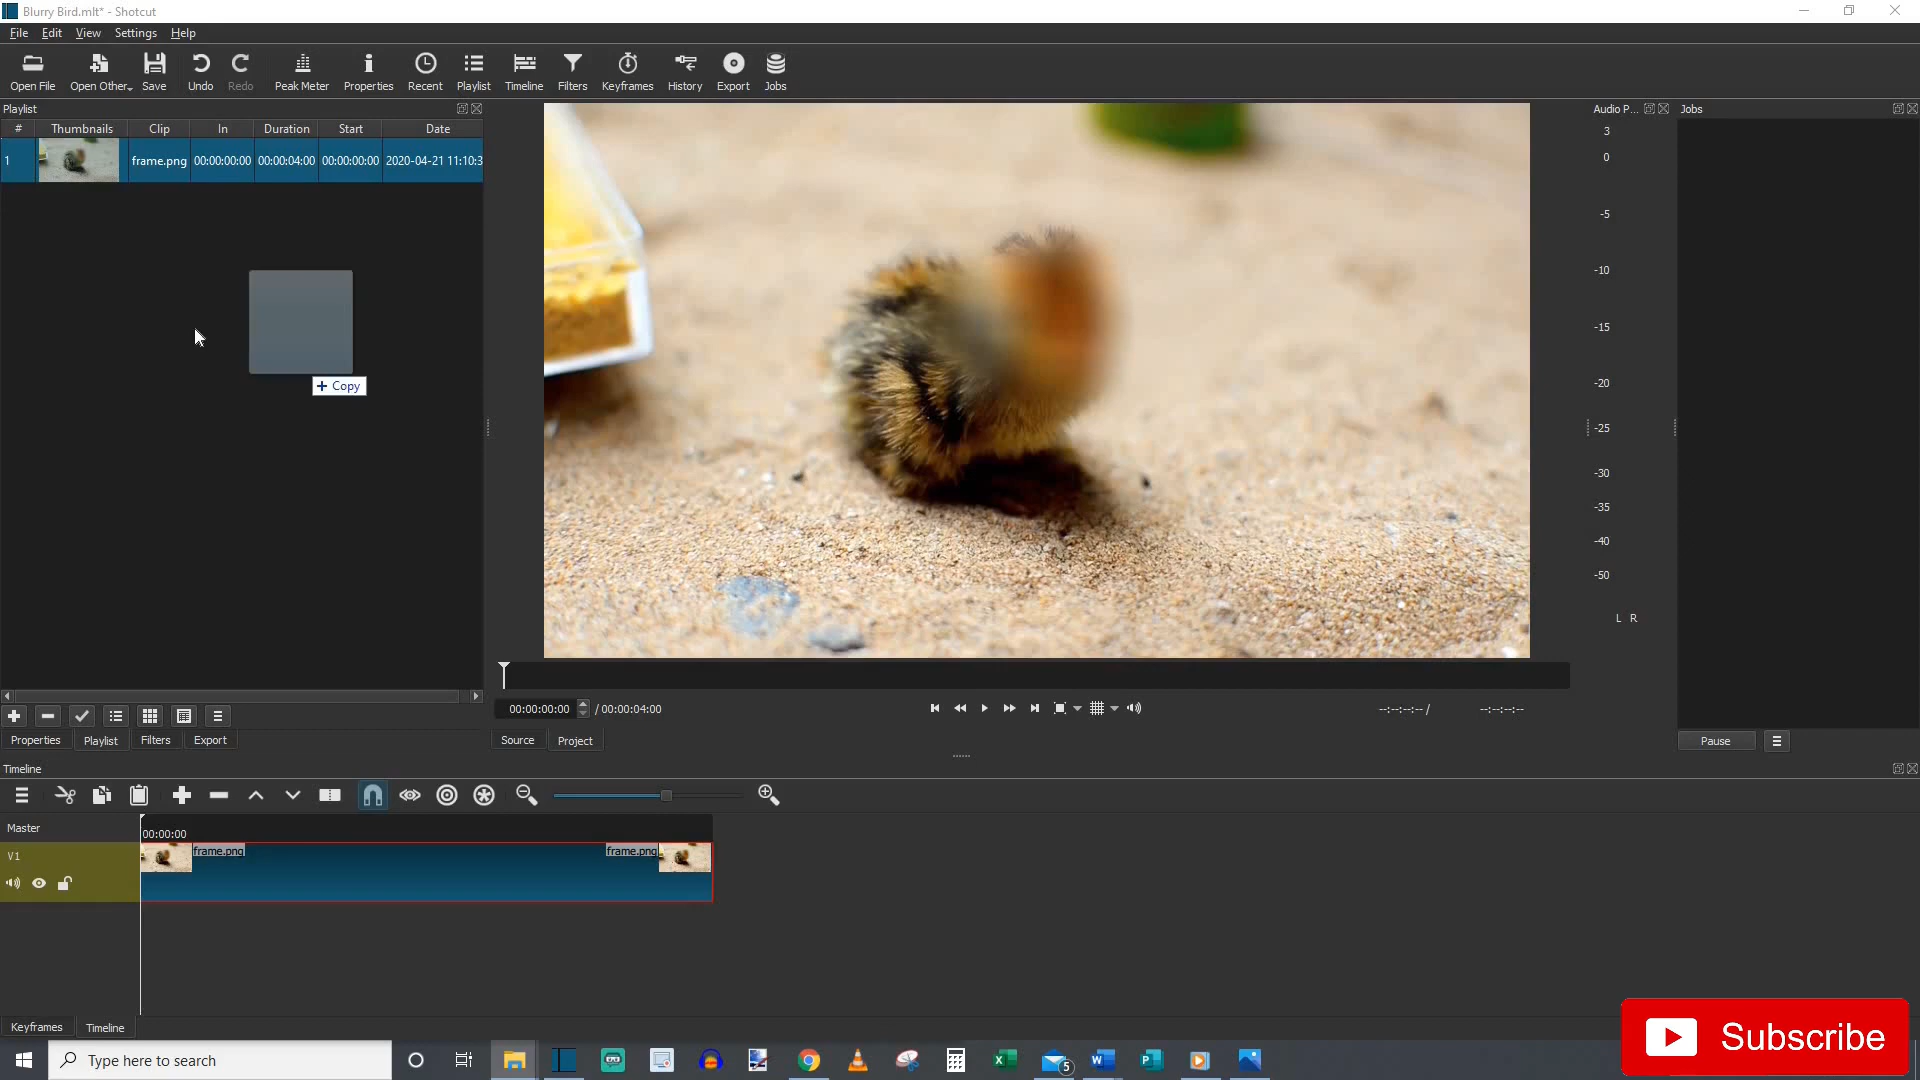 Blurry Bird.mlt* - Shotcut
File Edit View Settings Help
Open File Open Other Save Undo Redo Peak Meter Properties Recent Playlist Timeline Filters Keyframes History Export Jobs
Playlist
# Thumbnails Clip In Duration Start Date
1 frame.png 00:00:00:00 00:00:04:00 00:00:00:00 2020-04-21 11:10:3
+ Copy
Audio P...
3
0
-5
-10
-15
-20
-25
-30
-35
-40
-50
L R
Jobs
00:00:00:00 / 00:00:04:00
--:--:--:-- / --:--:--:--
Properties Playlist Filters Export
Source Project
Pause
Timeline
Master
00:00:00
V1
frame.png frame.png
Keyframes Timeline
Subscribe
Type here to search
5